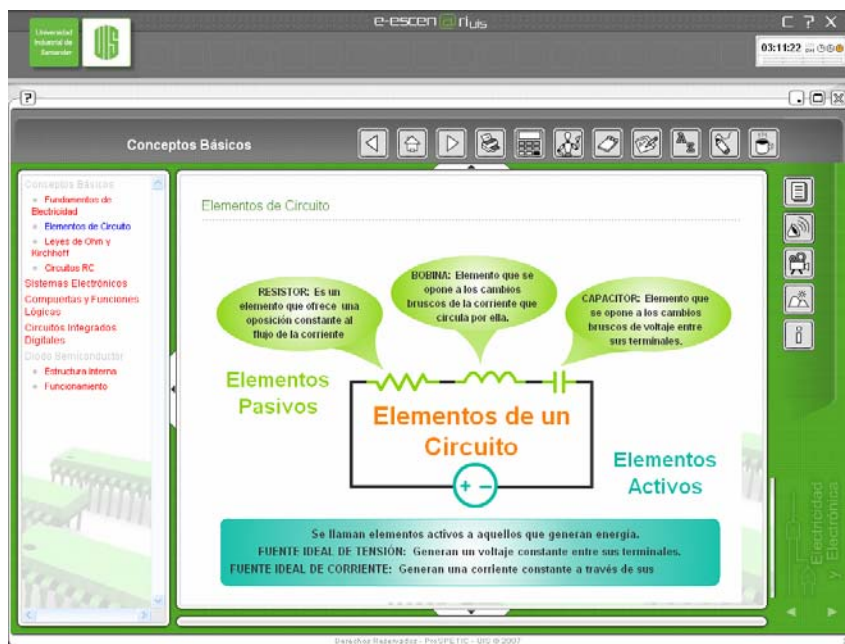 Universidad
Industrial de
Santander
UIS
e-escen@rIUIS
C ? X
03:11:22 pm
?
Conceptos Básicos
Conceptos Básicos
Fundamentos de
Electricidad
Elementos de Circuito
Leyes de Ohm y
Kirchhoff
Circuitos RC
Sistemas Electrónicos
Compuertas y Funciones
Lógicas
Circuitos Integrados
Digitales
Diodo Semiconductor
Estructura Interna
Funcionamiento
Elementos de Circuito
RESISTOR: Es un
elemento que ofrece una
oposición constante al
flujo de la corriente
BOBINA: Elemento que se
opone a los cambios
bruscos de la corriente que
circula por ella.
CAPACITOR: Elemento que
se opone a los cambios
bruscos de voltaje entre
sus terminales.
Elementos
Pasivos
Elementos de un
Circuito
+ −
Elementos
Activos
Se llaman elementos activos a aquellos que generan energía.
FUENTE IDEAL DE TENSIÓN: Generan un voltaje constante entre sus terminales.
FUENTE IDEAL DE CORRIENTE: Generan una corriente constante a través de sus
Electricidad
y Electrónica
Derechos Reservados - ProSPETIC - UIS © 2007